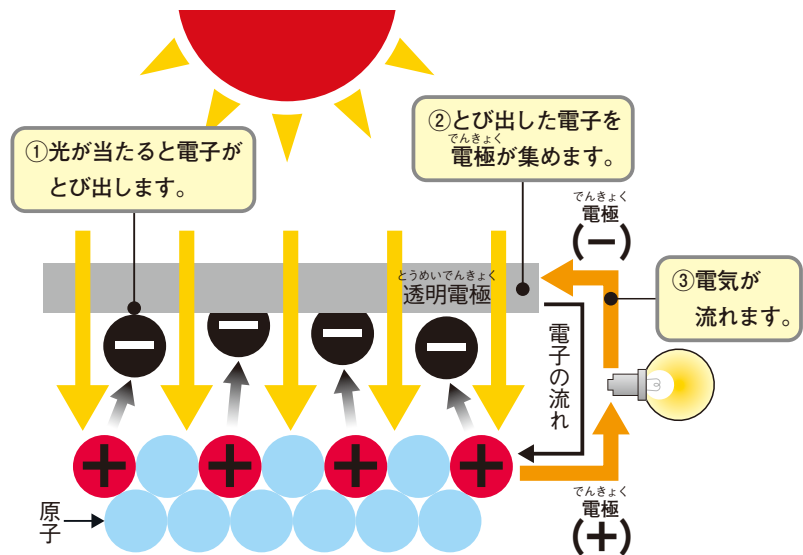 ①光が当たると電子が
とび出します。
②とび出した電子を
でんきょく
電極が集めます。
でんきょく
電極
(−)
③電気が
流れます。
とうめいでんきょく
透明電極
電子の流れ
原子
でんきょく
電極
(+)